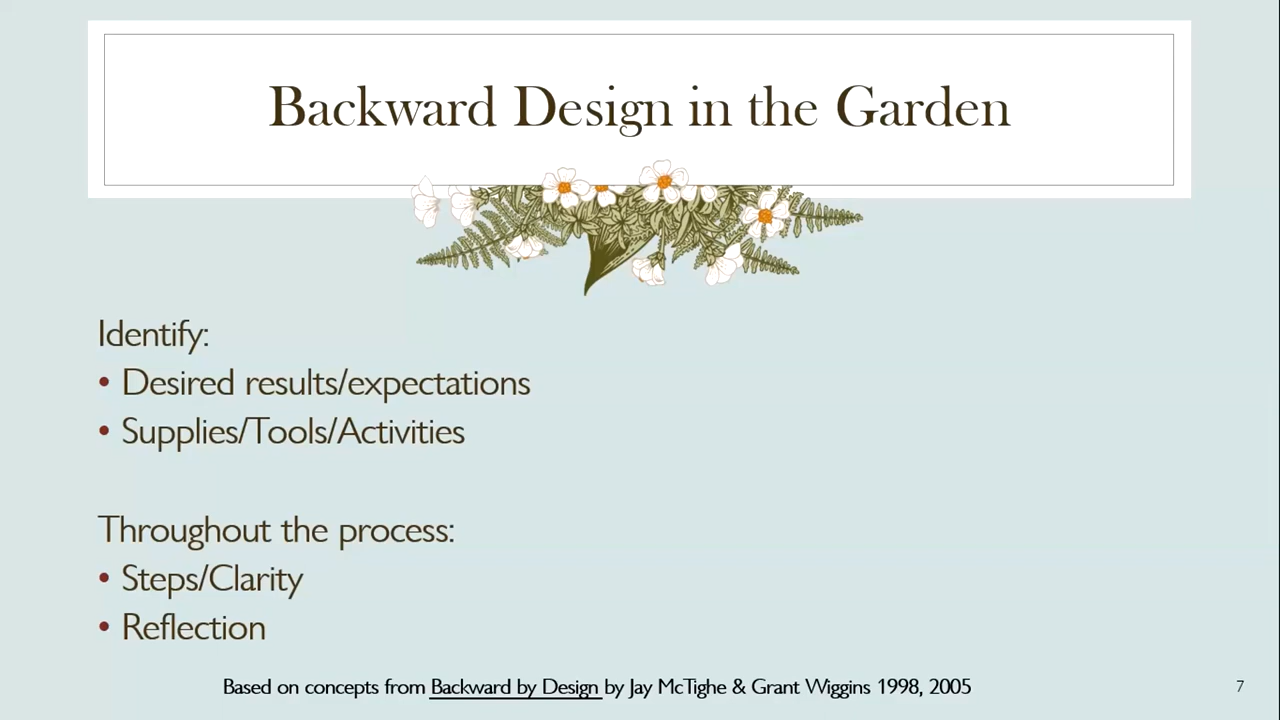 Backward Design in the Garden
Identify:
• Desired results/expectations
• Supplies/Tools/Activities
Throughout the process:
• Steps/Clarity
• Reflection
Based on concepts from Backward by Design by Jay McTighe & Grant Wiggins 1998, 2005
7